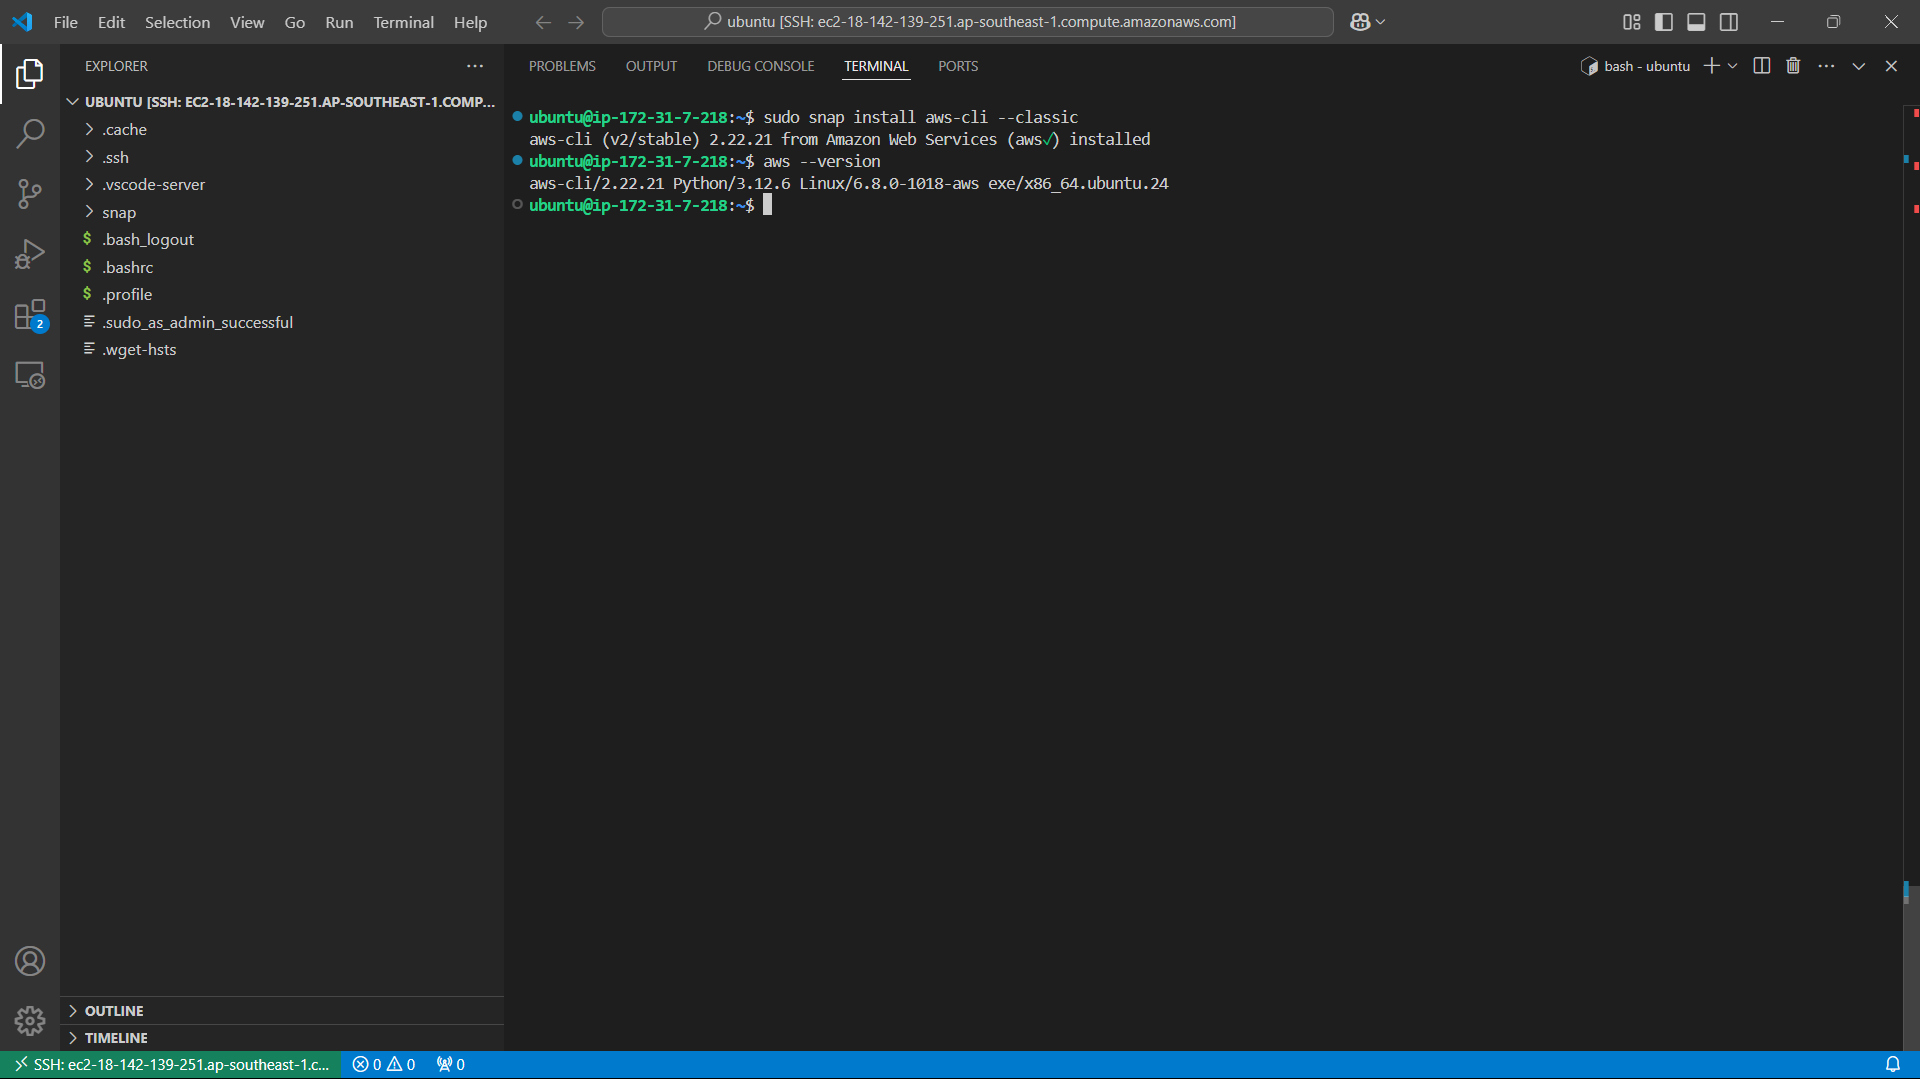 File Edit Selection View Go Run Terminal Help
ubuntu [SSH: ec2-18-142-139-251.ap-southeast-1.compute.amazonaws.com]
EXPLORER
UBUNTU [SSH: EC2-18-142-139-251.AP-SOUTHEAST-1.COMP...
.cache
.ssh
.vscode-server
snap
$ .bash_logout
$ .bashrc
$ .profile
.sudo_as_admin_successful
.wget-hsts
OUTLINE
TIMELINE
2
PROBLEMS OUTPUT DEBUG CONSOLE TERMINAL PORTS
bash - ubuntu
ubuntu@ip-172-31-7-218:~$ sudo snap install aws-cli --classic
aws-cli (v2/stable) 2.22.21 from Amazon Web Services (aws✓) installed
ubuntu@ip-172-31-7-218:~$ aws --version
aws-cli/2.22.21 Python/3.12.6 Linux/6.8.0-1018-aws exe/x86_64.ubuntu.24
ubuntu@ip-172-31-7-218:~$
SSH: ec2-18-142-139-251.ap-southeast-1.c... 0 0 0